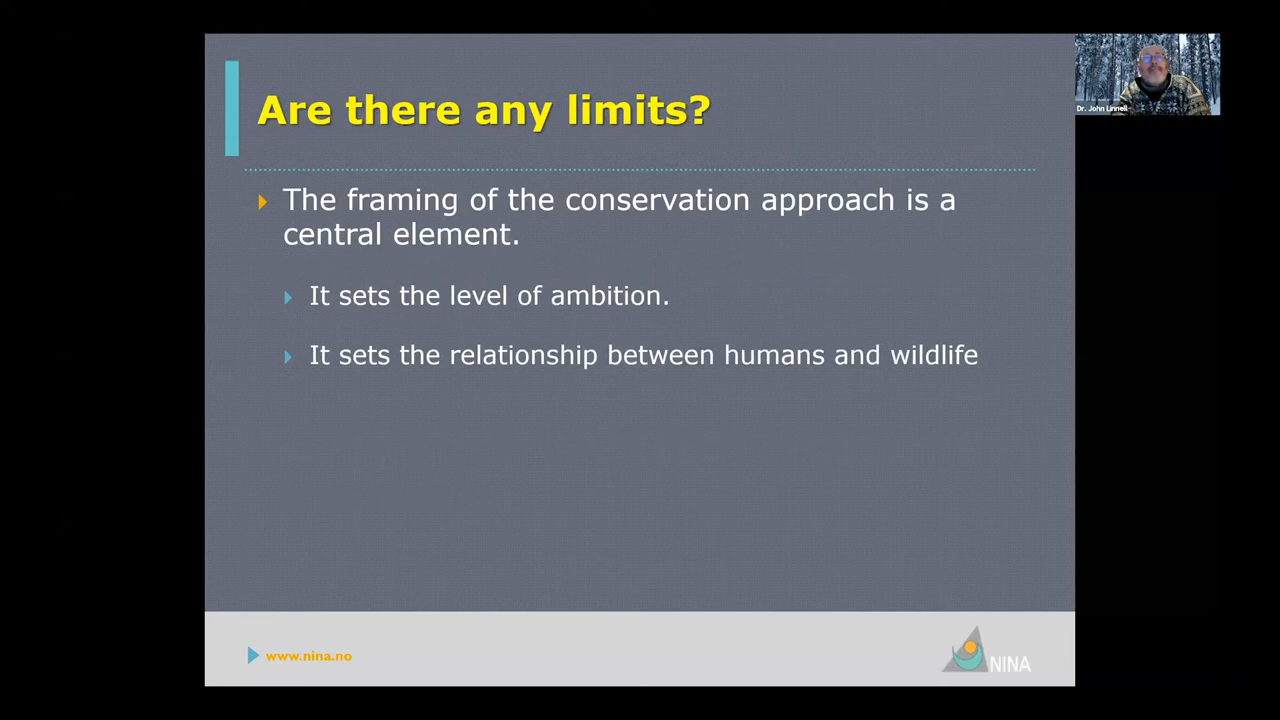 Are there any limits?
The framing of the conservation approach is a
central element.
It sets the level of ambition.
It sets the relationship between humans and wildlife
www.nina.no
NINA
Dr. John Linnell